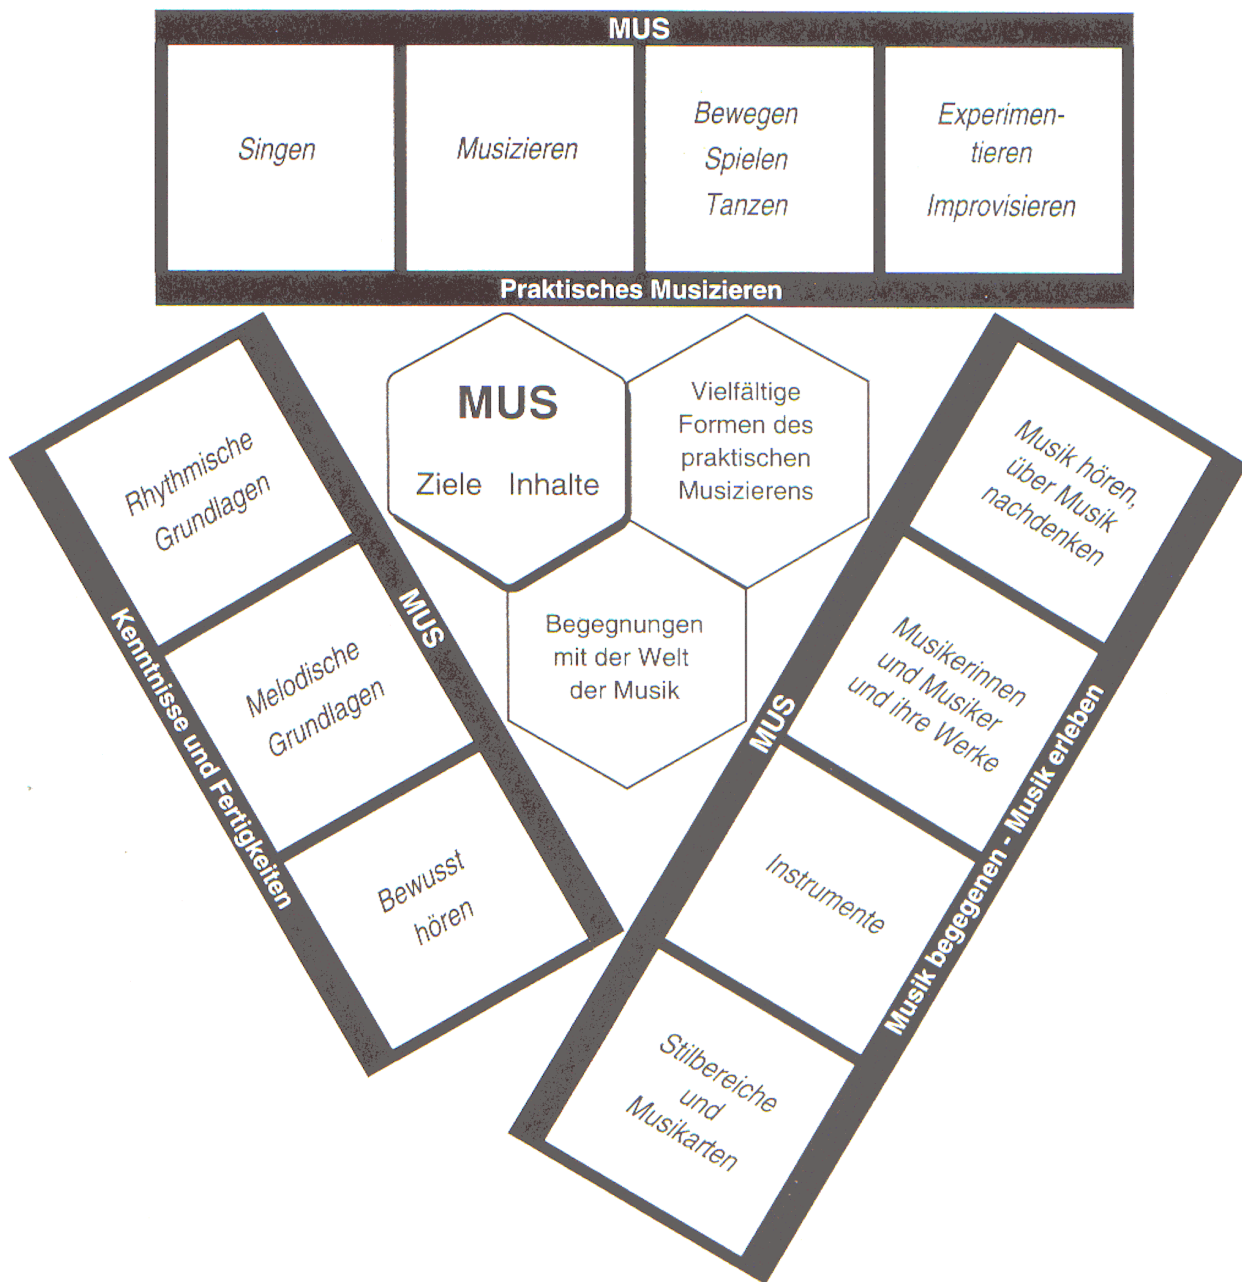 MUS
Singen
Musizieren
Bewegen
Spielen
Tanzen
Experimen-
tieren
Improvisieren
Praktisches Musizieren
MUS
Ziele Inhalte
Vielfältige
Formen des
praktischen
Musizierens
Begegnungen
mit der Welt
der Musik
Rhythmische
Grundlagen
Melodische
Grundlagen
Bewusst
hören
MUS
Kenntnisse und Fertigkeiten
Musik hören,
über Musik
nachdenken
Musikerinnen
und Musiker
und ihre Werke
Instrumente
Stilbereiche
und
Musikarten
MUS
Musik begegenen - Musik erleben